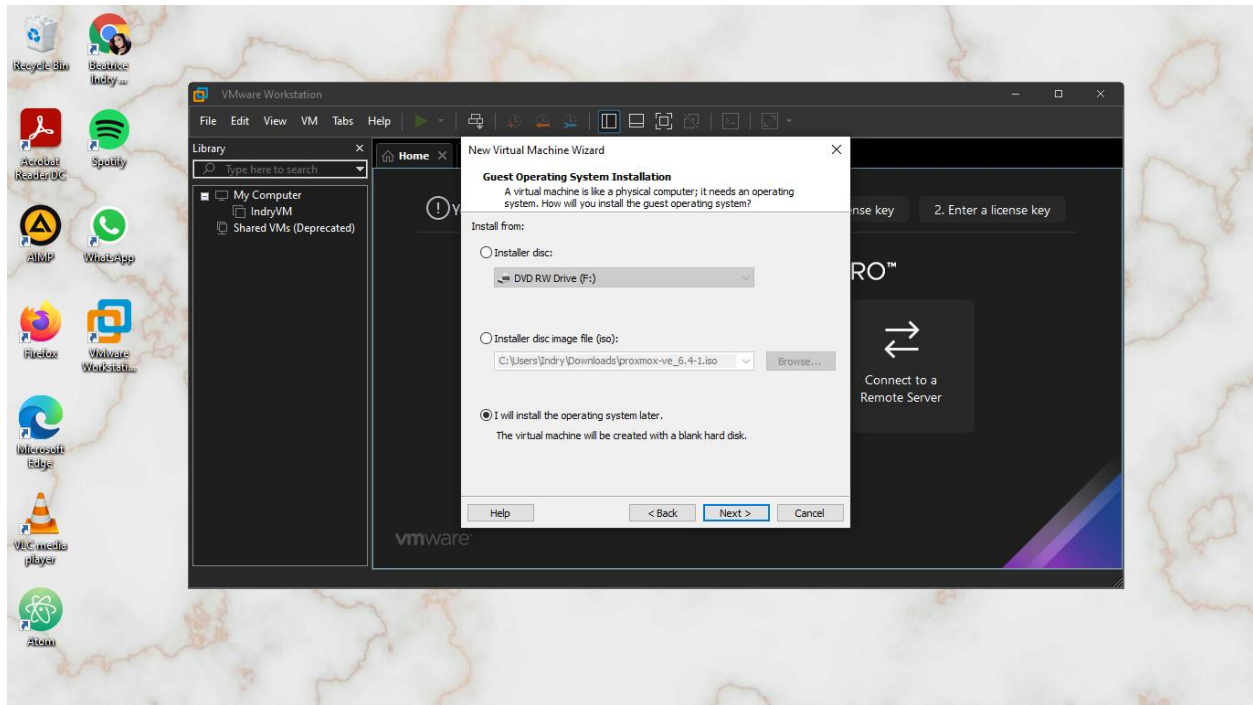 Recycle Bin
Beatrice
Indry ...
Acrobat
Reader DC
Spotify
AIMP
WhatsApp
Firefox
VMware
Workstati...
Microsoft
Edge
VLC media
player
Atom
VMware Workstation
File Edit View VM Tabs Help
Library
Type here to search
My Computer
IndryVM
Shared VMs (Deprecated)
Home
nse key
2. Enter a license key
RO™
Connect to a
Remote Server
vmware
New Virtual Machine Wizard
Guest Operating System Installation
A virtual machine is like a physical computer; it needs an operating
system. How will you install the guest operating system?
Install from:
Installer disc:
DVD RW Drive (F:)
Installer disc image file (iso):
C:\Users\Indry\Downloads\proxmox-ve_6.4-1.iso
Browse...
I will install the operating system later.
The virtual machine will be created with a blank hard disk.
Help
< Back
Next >
Cancel